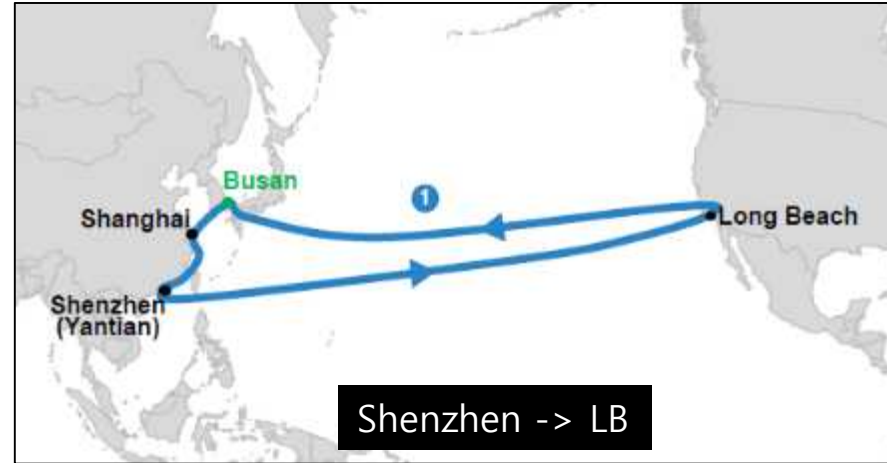 Busan
1
Shanghai
Long Beach
Shenzhen
(Yantian)
Shenzhen -> LB